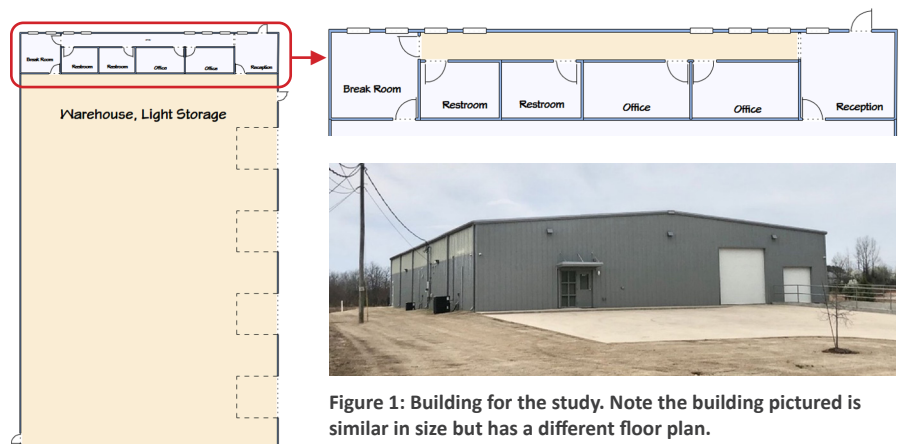 Break Room
Restroom
Restroom
Office
Office
Reception
Warehouse, Light Storage
Break Room
Restroom
Restroom
Office
Office
Reception
Figure 1: Building for the study. Note the building pictured is
similar in size but has a different floor plan.